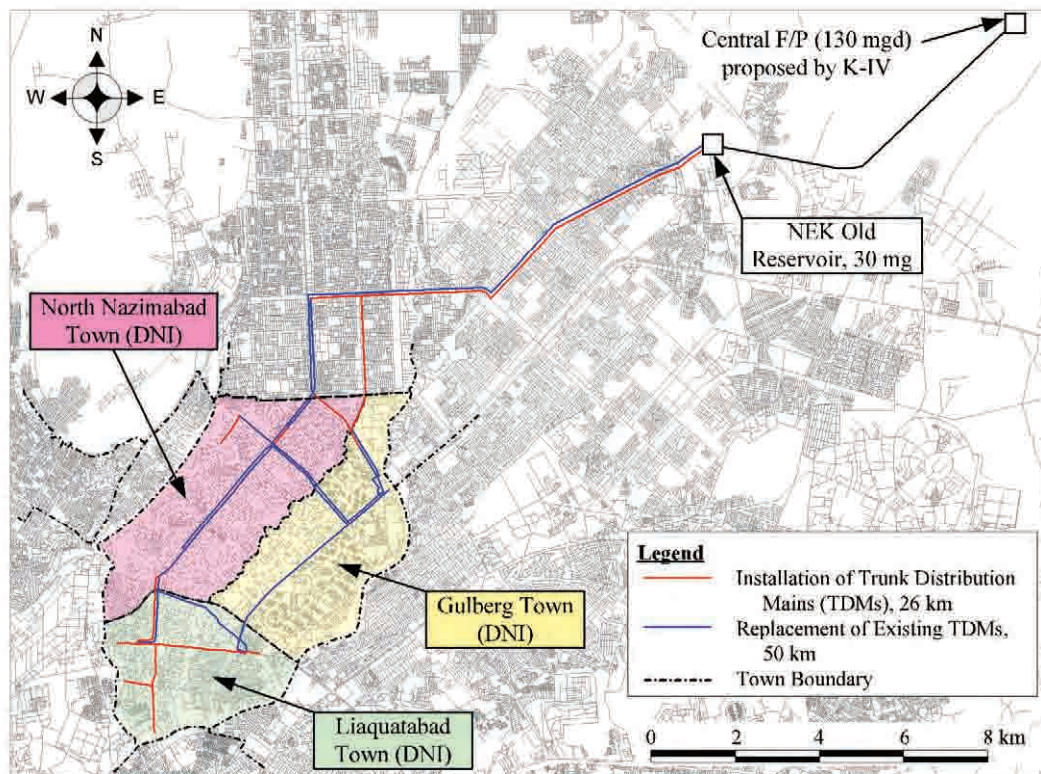 N
W
E
S
Central F/P (130 mgd)
proposed by K-IV
NEK Old
Reservoir, 30 mg
North Nazimabad
Town (DNI)
Gulberg Town
(DNI)
Liaquatabad
Town (DNI)
Legend
Installation of Trunk Distribution
Mains (TDMs), 26 km
Replacement of Existing TDMs,
50 km
Town Boundary
0 2 4 6 8 km